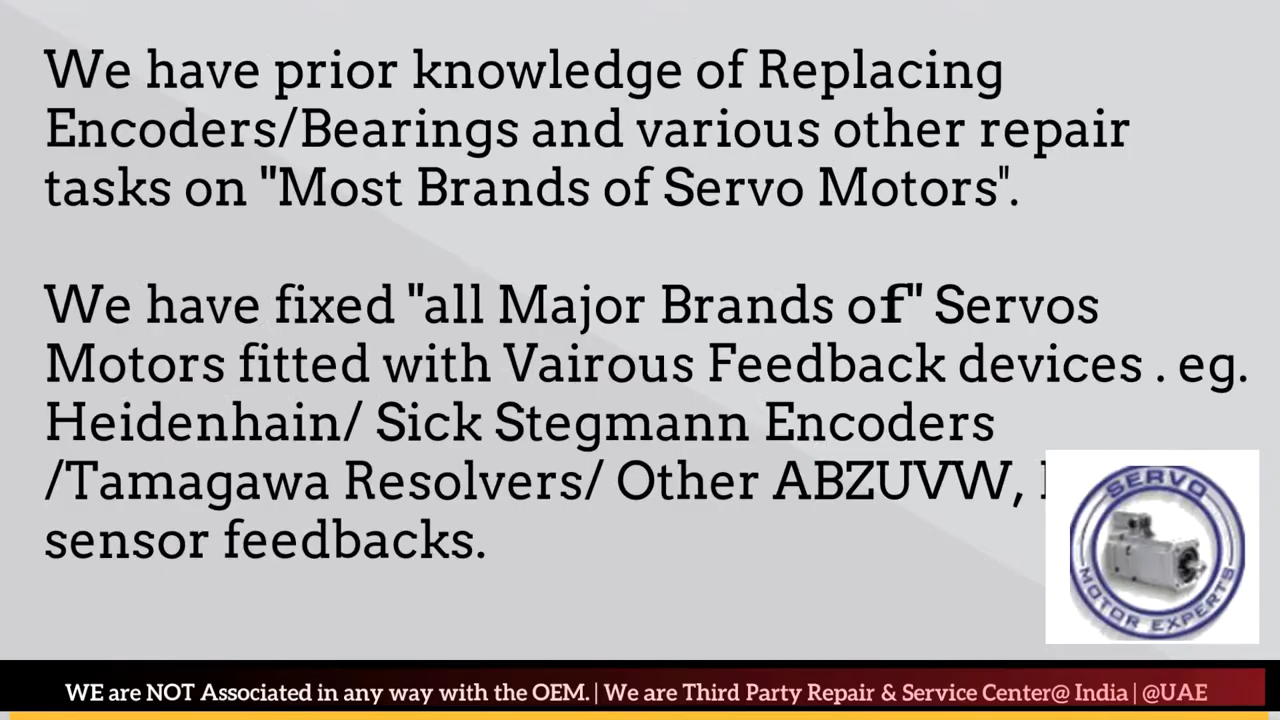 We have prior knowledge of Replacing
Encoders/Bearings and various other repair
tasks on "Most Brands of Servo Motors".
We have fixed "all Major Brands of" Servos
Motors fitted with Vairous Feedback devices . eg.
Heidenhain/ Sick Stegmann Encoders
/Tamagawa Resolvers/ Other ABZUVW,
sensor feedbacks.
SERVO
MOTOR EXPERTS
WE are NOT Associated in any way with the OEM. | We are Third Party Repair & Service Center@ India | @UAE